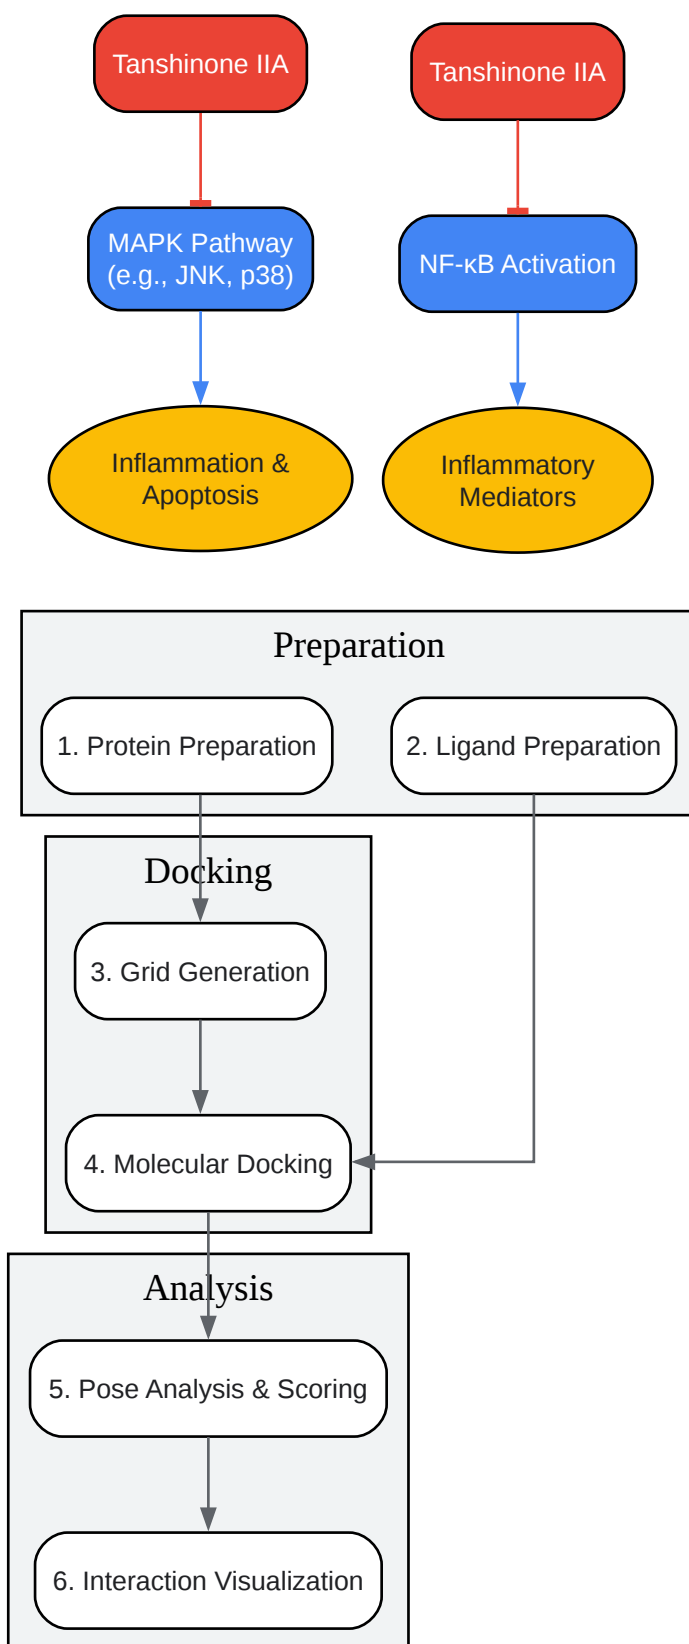 Tanshinone IIA
Tanshinone IIA
MAPK Pathway
(e.g., JNK, p38)
NF-κB Activation
Inflammation &
Apoptosis
Inflammatory
Mediators
Preparation
1. Protein Preparation
2. Ligand Preparation
Docking
3. Grid Generation
4. Molecular Docking
Analysis
5. Pose Analysis & Scoring
6. Interaction Visualization